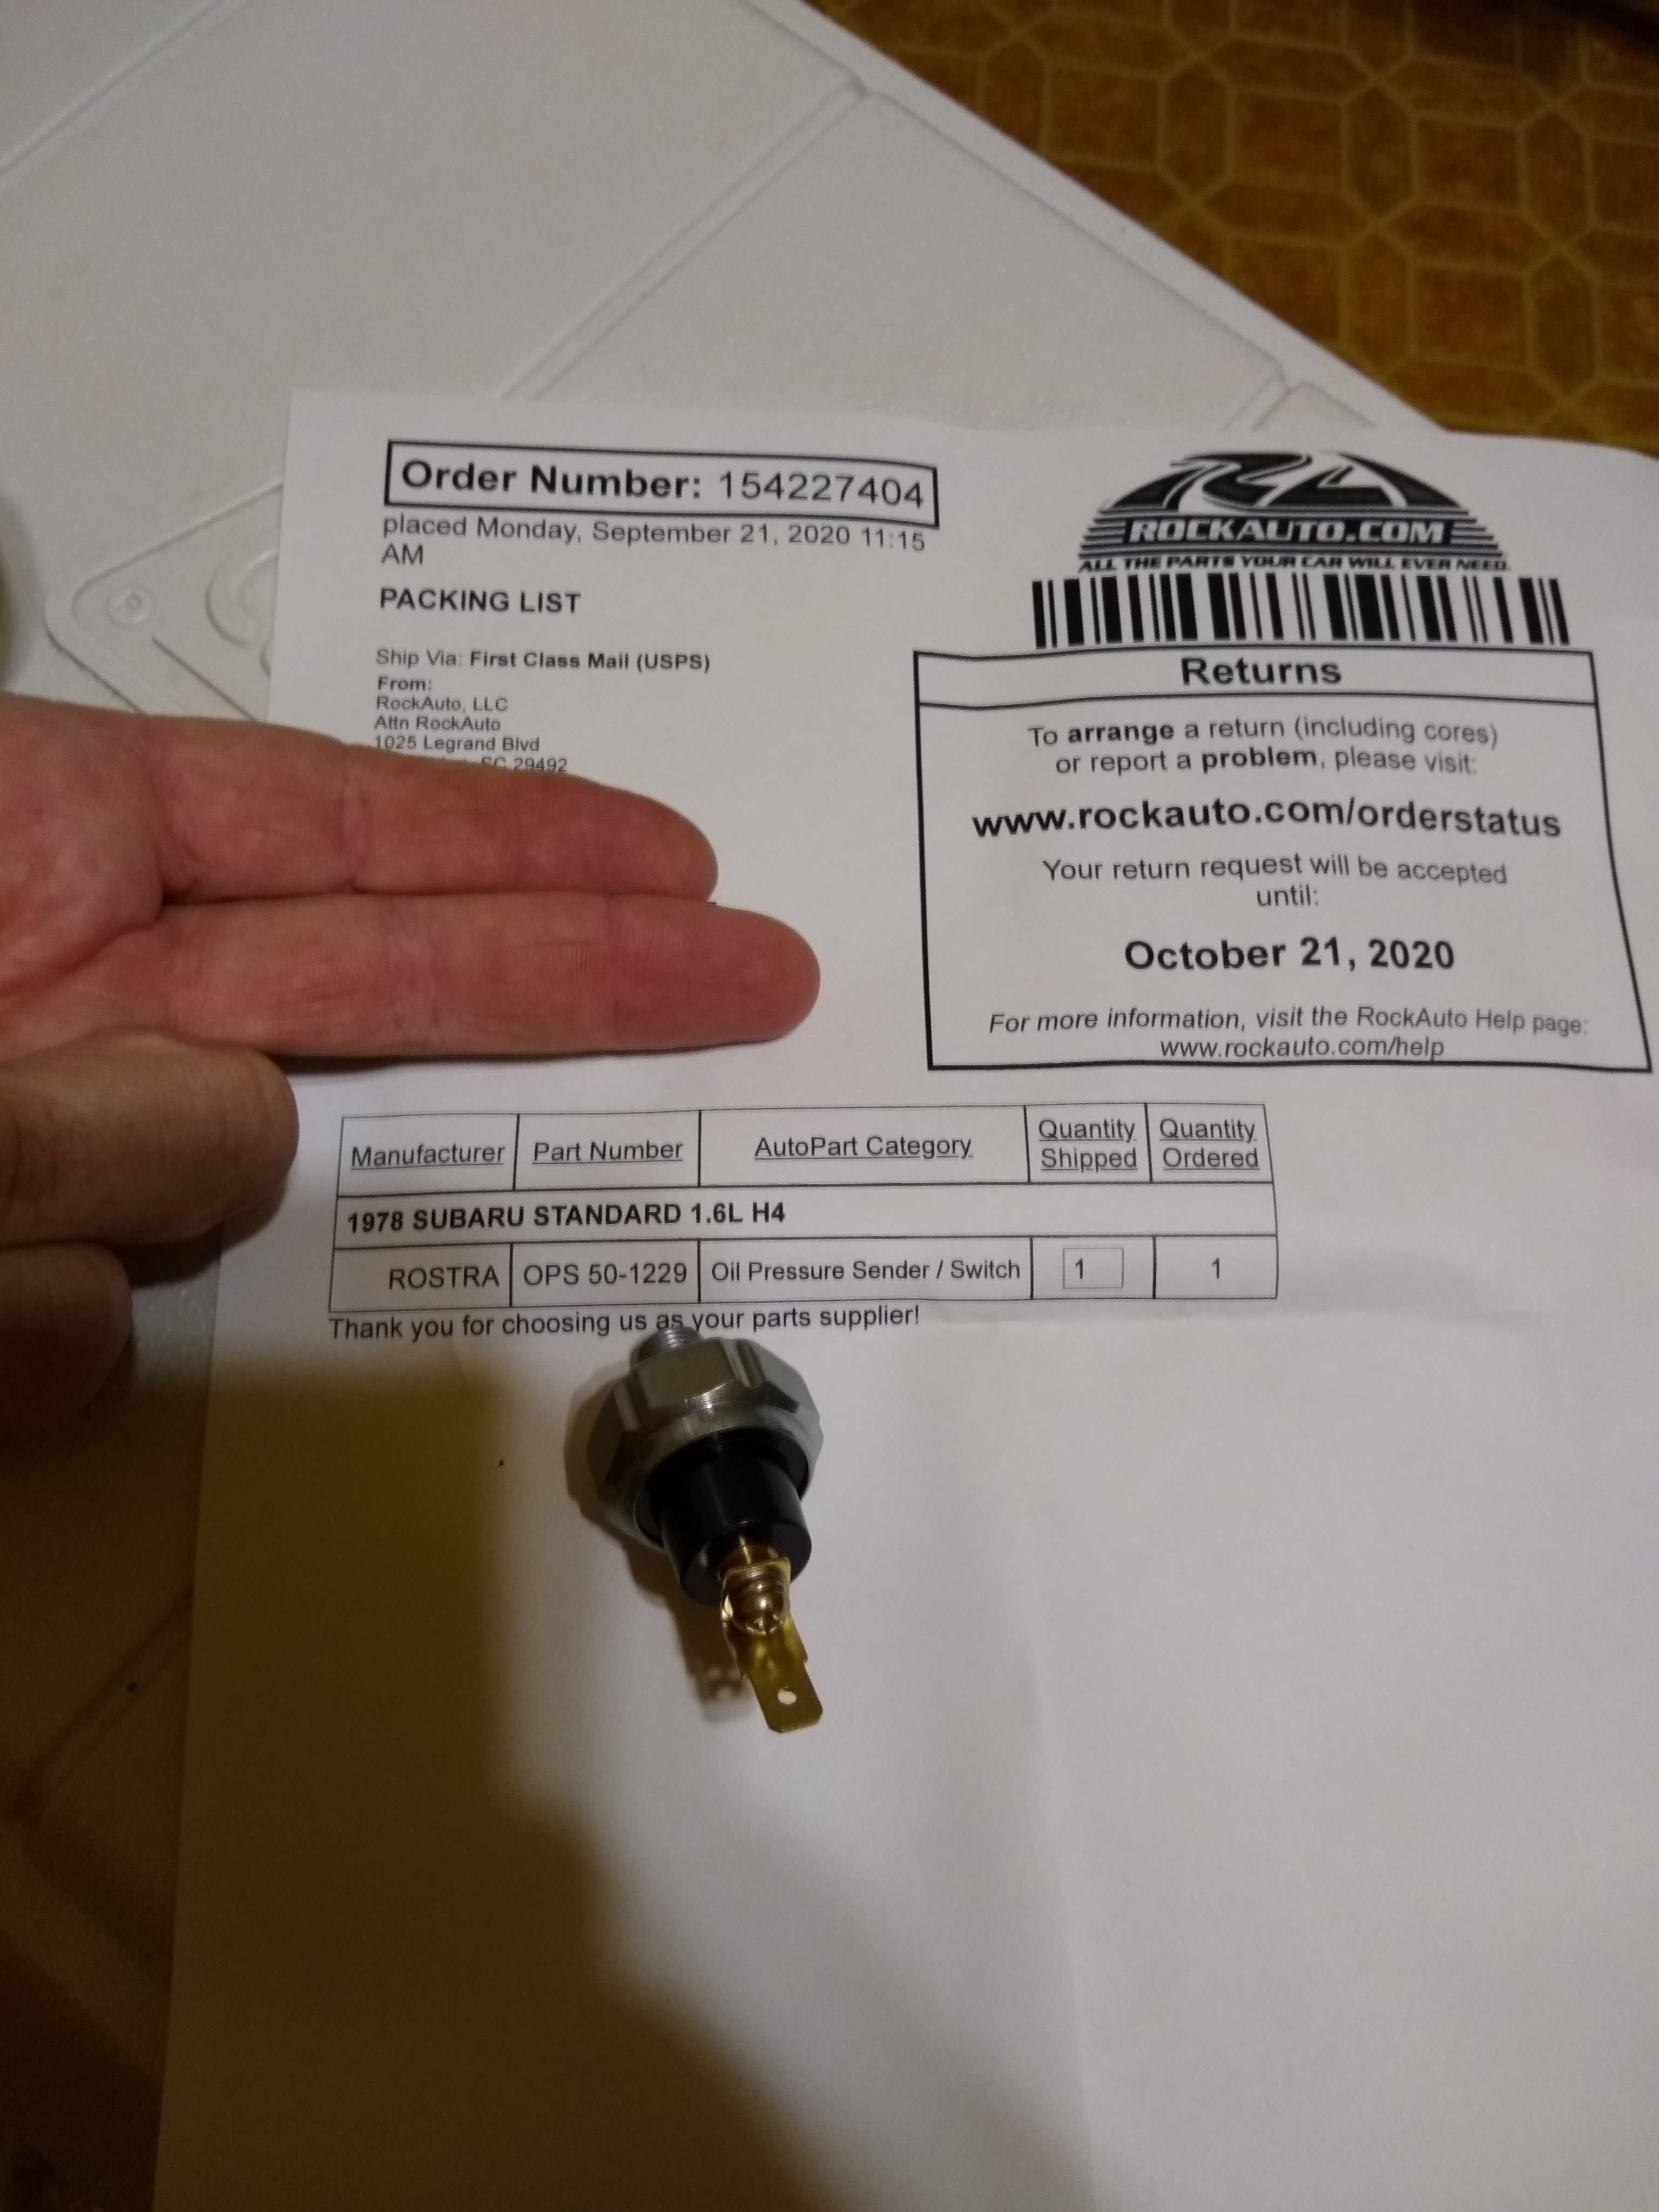 Order Number: 154227404
placed Monday, September 21, 2020 11:15
AM
PACKING LIST
Ship Via: First Class Mail (USPS)
From:
RockAuto, LLC
Attn RockAuto
1025 Legrand Blvd
SC 29492
RA
ROCKAUTO.COM
ALL THE PARTS YOUR CAR WILL EVER NEED.
Returns
To arrange a return (including cores)
or report a problem, please visit:
www.rockauto.com/orderstatus
Your return request will be accepted
until:
October 21, 2020
For more information, visit the RockAuto Help page:
www.rockauto.com/help
Manufacturer Part Number AutoPart Category Quantity Shipped Quantity Ordered
1978 SUBARU STANDARD 1.6L H4
ROSTRA OPS 50-1229 Oil Pressure Sender / Switch 1 1
Thank you for choosing us as your parts supplier!